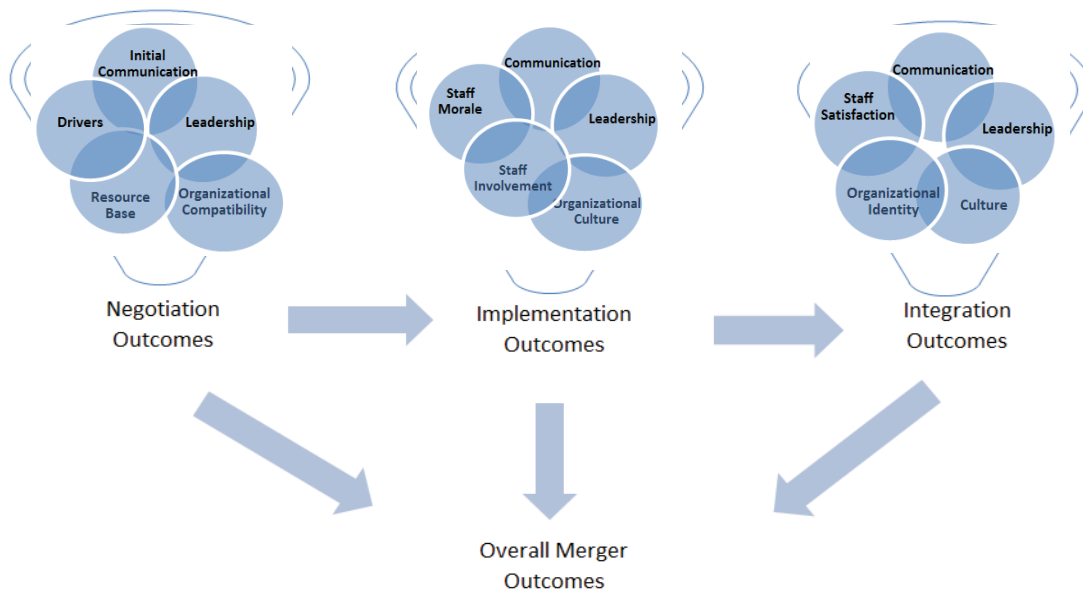 Initial
Communication
Drivers
Leadership
Resource
Base
Organizational
Compatibility
Negotiation
Outcomes
Communication
Staff
Morale
Leadership
Staff
Involvement
Organizational
Culture
Implementation
Outcomes
Communication
Staff
Satisfaction
Leadership
Organizational
Identity
Culture
Integration
Outcomes
Overall Merger
Outcomes